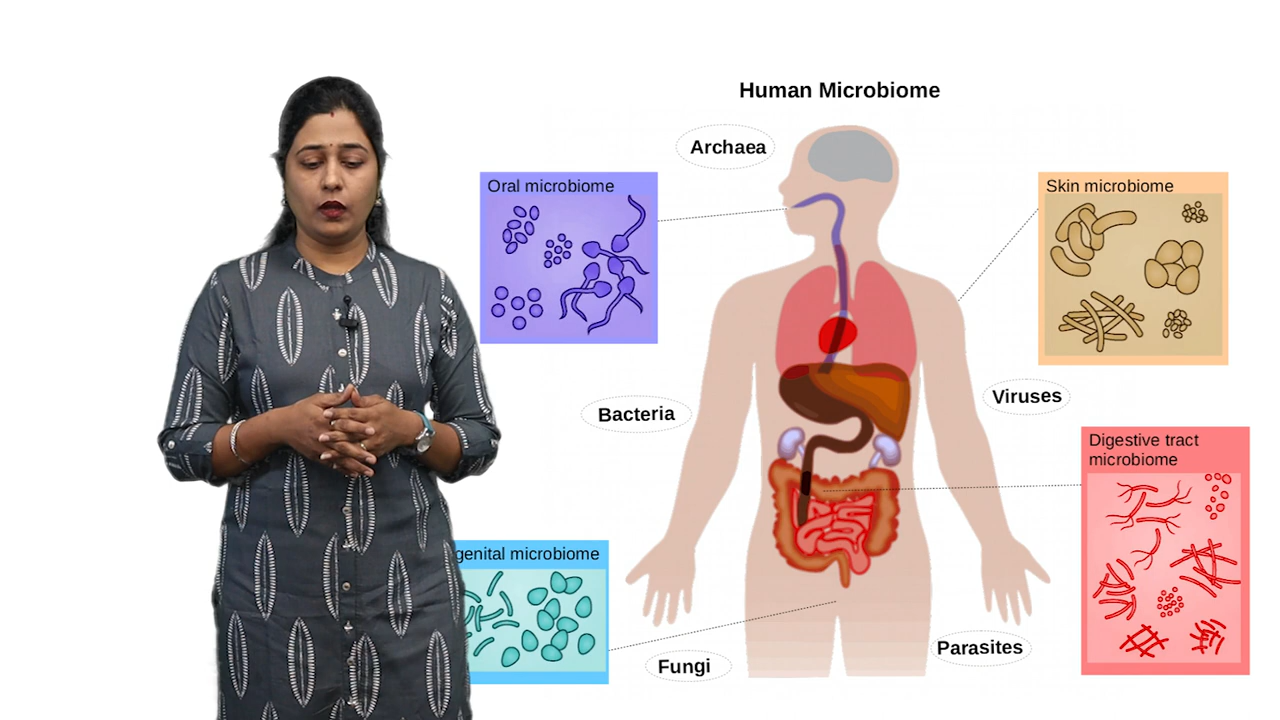 Human Microbiome
Archaea
Oral microbiome
Skin microbiome
Viruses
Bacteria
Digestive tract
microbiome
genital microbiome
Parasites
Fungi